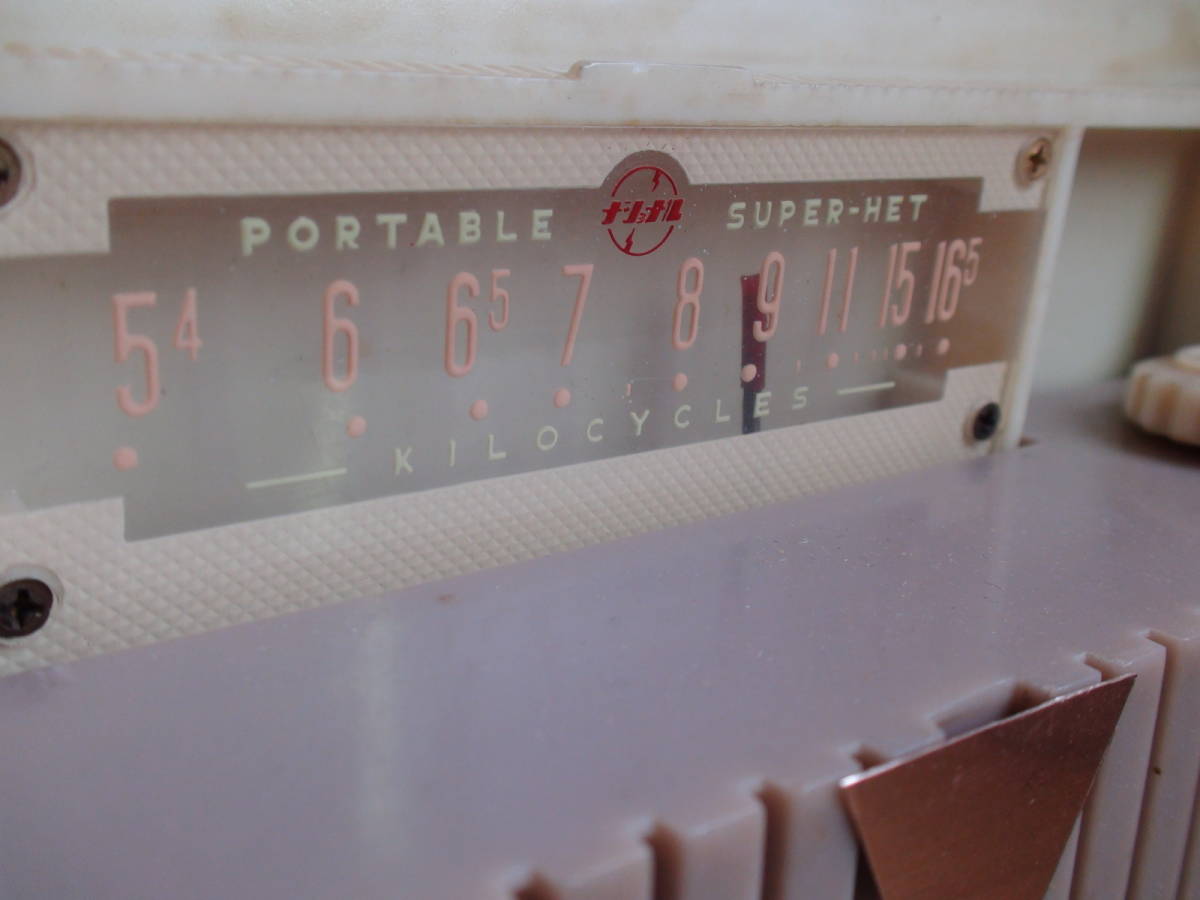 PORTABLE ナショナル SUPER-HET
5⁴ 6 6⁵ 7 8 9 11 15 16⁵
KILOCYCLES